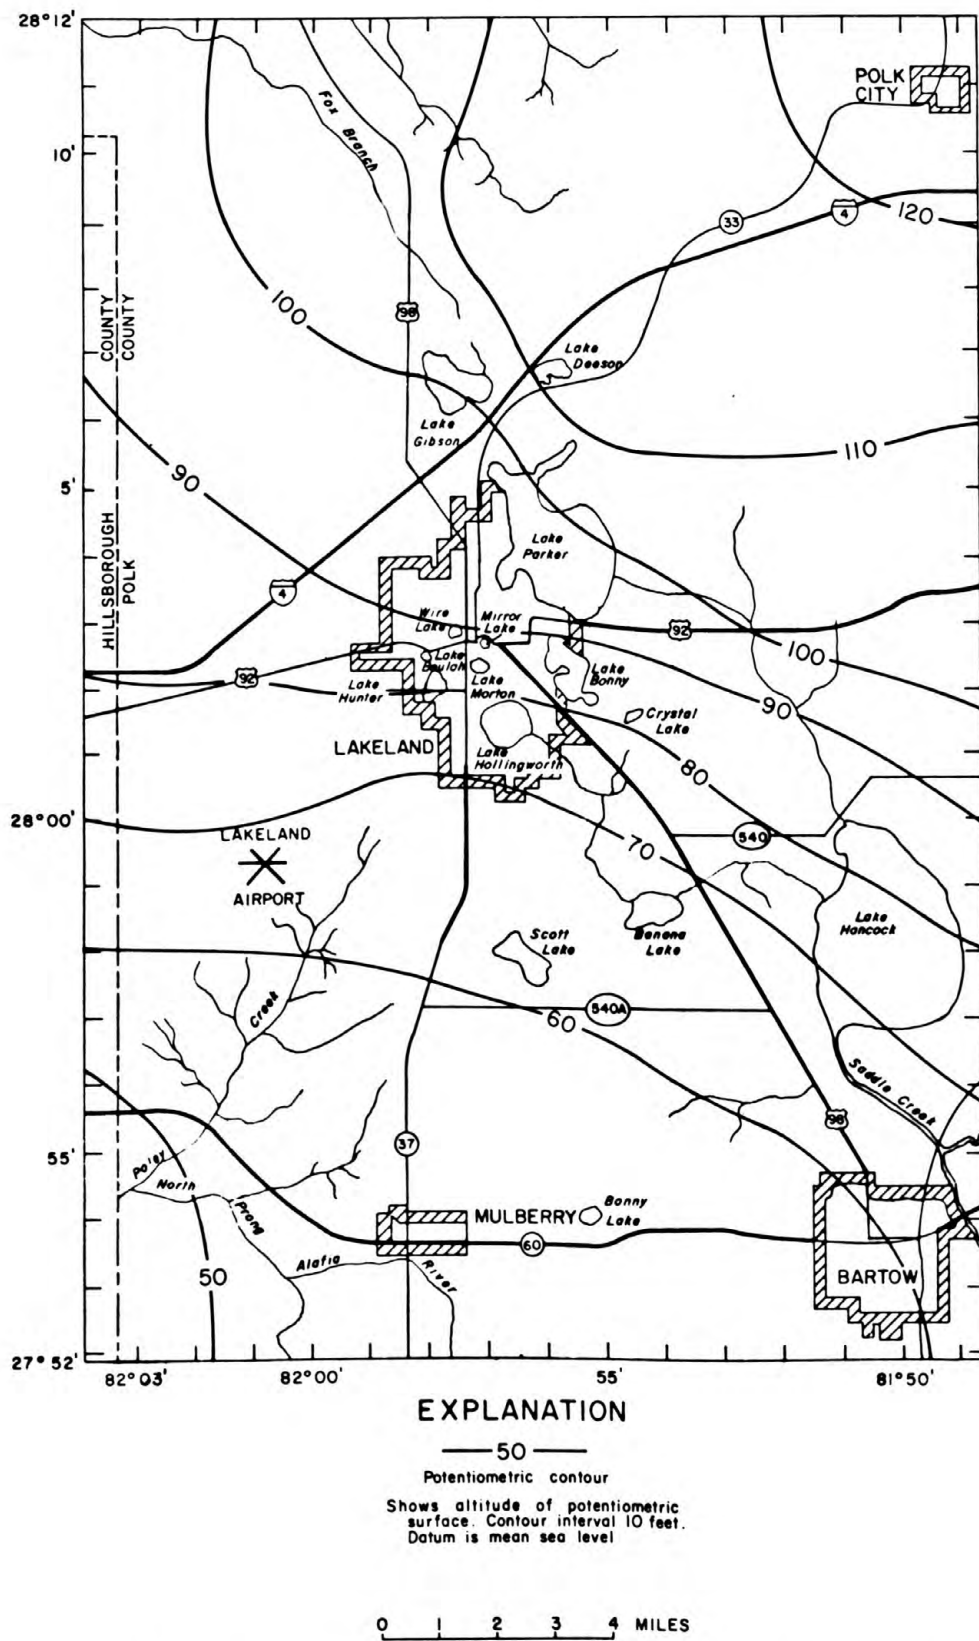 28°12'
POLK
CITY
Fox Branch
10'
33
4
120
COUNTY
COUNTY
100
98
Lake
Deeson
Lake
Gibson
110
90
5'
Lake
Parker
HILLSBOROUGH
POLK
4
Wire
Lake
Mirror
Lake
92
100
92
Lake
Beulah
Lake
Bonny
Lake
Hunter
Lake
Morton
90
Crystal
Lake
LAKELAND
Lake
Hollingworth
80
28°00'
LAKELAND
AIRPORT
70
540
Lake
Hancock
Scott
Lake
Banana
Lake
Creek
60
540A
Saddle Creek
98
37
55'
Poley
North
Prong
Bonny
Lake
MULBERRY
60
Alafia
River
50
BARTOW
27°52'
82°03'
82°00'
55'
81°50'
EXPLANATION
50
Potentiometric contour
Shows altitude of potentiometric
surface. Contour interval 10 feet.
Datum is mean sea level
0 1 2 3 4 MILES